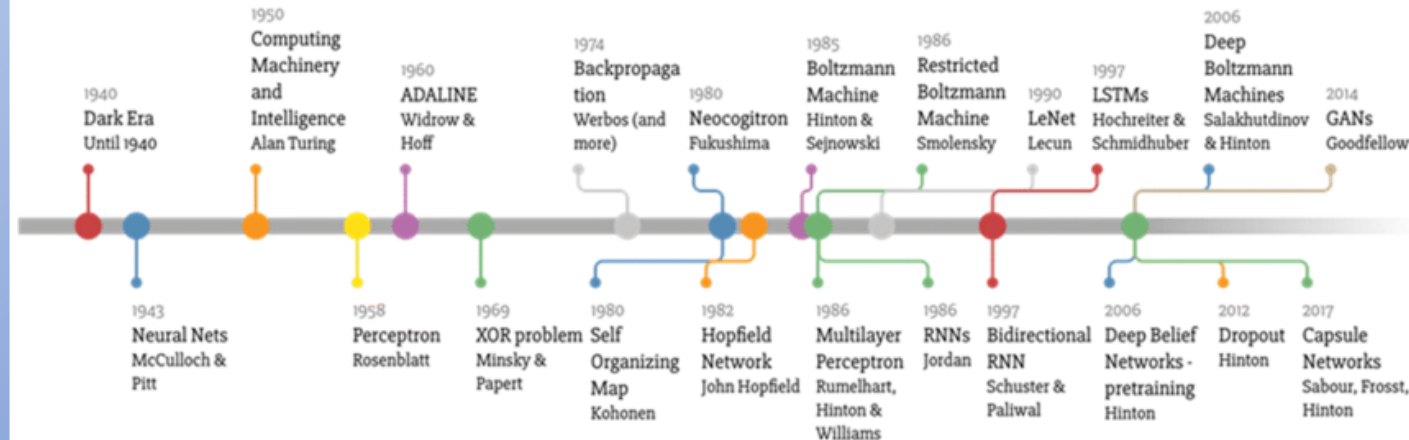 1940
Dark Era
Until 1940
1950
Computing
Machinery
and
Intelligence
Alan Turing
1960
ADALINE
Widrow &
Hoff
1974
Backpropaga
tion
Werbos (and
more)
1980
Neocogitron
Fukushima
1985
Boltzmann
Machine
Hinton &
Sejnowski
1986
Restricted
Boltzmann
Machine
Smolensky
1990
LeNet
Lecun
1997
LSTMs
Hochreiter &
Schmidhuber
2006
Deep
Boltzmann
Machines
Salakhutdinov
& Hinton
2014
GANs
Goodfellow
1943
Neural Nets
McCulloch &
Pitt
1958
Perceptron
Rosenblatt
1969
XOR problem
Minsky &
Papert
1980
Self
Organizing
Map
Kohonen
1982
Hopfield
Network
John Hopfield
1986
Multilayer
Perceptron
Rumelhart,
Hinton &
Williams
1986
RNNs
Jordan
1997
Bidirectional
RNN
Schuster &
Paliwal
2006
Deep Belief
Networks -
pretraining
Hinton
2012
Dropout
Hinton
2017
Capsule
Networks
Sabour, Frosst,
Hinton